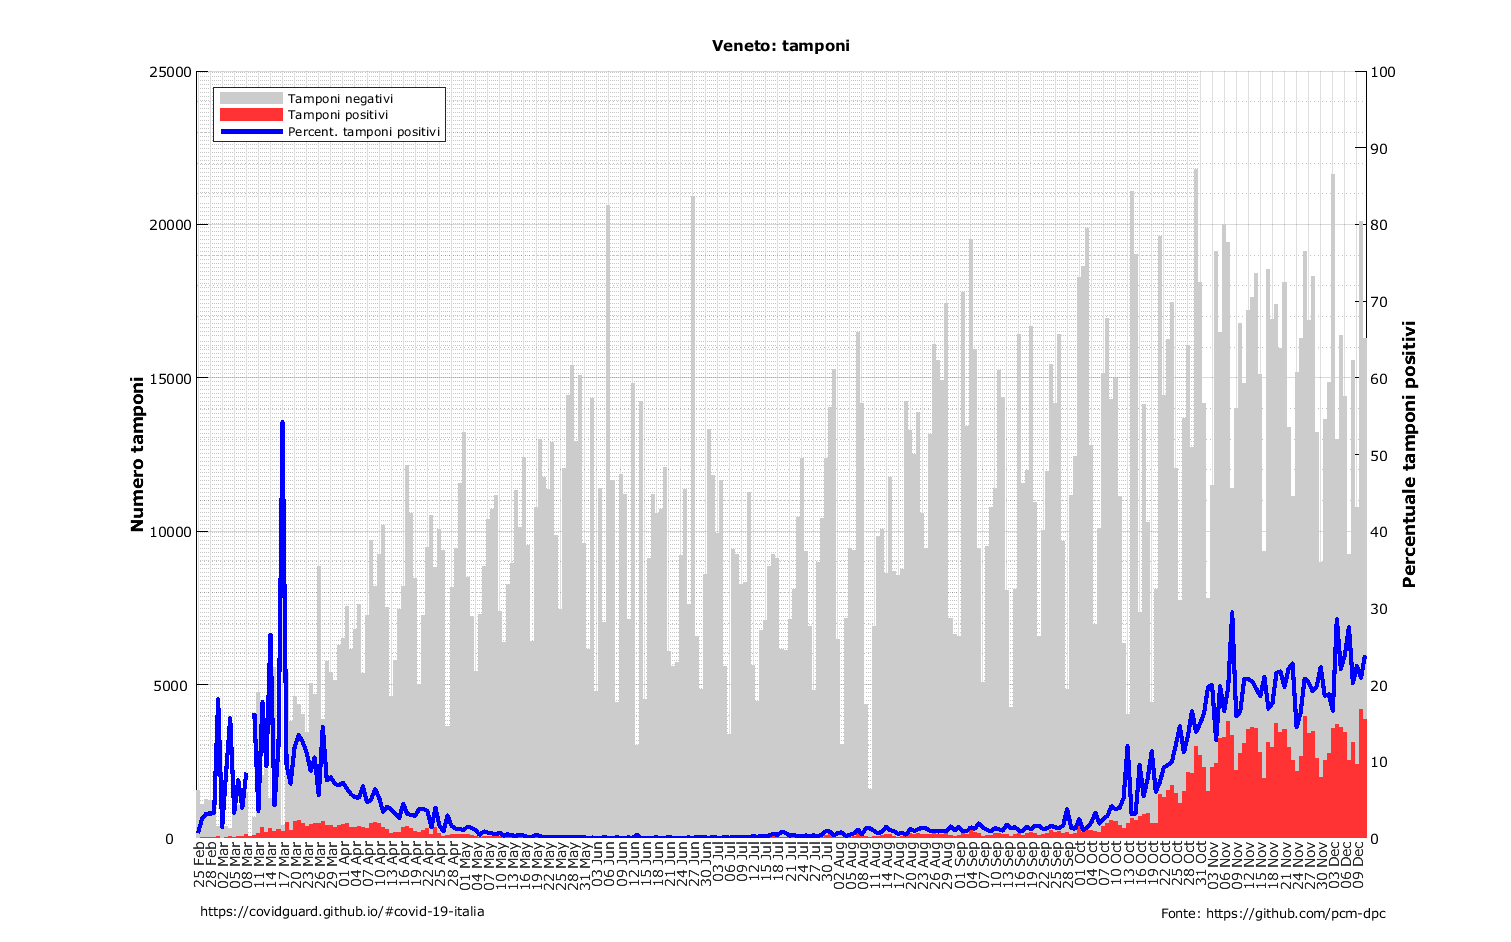 Veneto: tamponi
Tamponi negativi
Tamponi positivi
Percent. tamponi positivi
Numero tamponi
25000
20000
15000
10000
5000
0
Percentuale tamponi positivi
100
90
80
70
60
50
40
30
20
10
0
25 Feb
28 Feb
02 Mar
05 Mar
08 Mar
11 Mar
14 Mar
17 Mar
20 Mar
23 Mar
26 Mar
29 Mar
01 Apr
04 Apr
07 Apr
10 Apr
13 Apr
16 Apr
19 Apr
22 Apr
25 Apr
28 Apr
01 May
04 May
07 May
10 May
13 May
16 May
19 May
22 May
25 May
28 May
31 May
03 Jun
06 Jun
09 Jun
12 Jun
15 Jun
18 Jun
21 Jun
24 Jun
27 Jun
30 Jun
03 Jul
06 Jul
09 Jul
12 Jul
15 Jul
18 Jul
21 Jul
24 Jul
27 Jul
30 Jul
02 Aug
05 Aug
08 Aug
11 Aug
14 Aug
17 Aug
20 Aug
23 Aug
26 Aug
29 Aug
01 Sep
04 Sep
07 Sep
10 Sep
13 Sep
16 Sep
19 Sep
22 Sep
25 Sep
28 Sep
01 Oct
04 Oct
07 Oct
10 Oct
13 Oct
16 Oct
19 Oct
22 Oct
25 Oct
28 Oct
31 Oct
03 Nov
06 Nov
09 Nov
12 Nov
15 Nov
18 Nov
21 Nov
24 Nov
27 Nov
30 Nov
03 Dec
06 Dec
09 Dec
https://covidguard.github.io/#covid-19-italia
Fonte: https://github.com/pcm-dpc